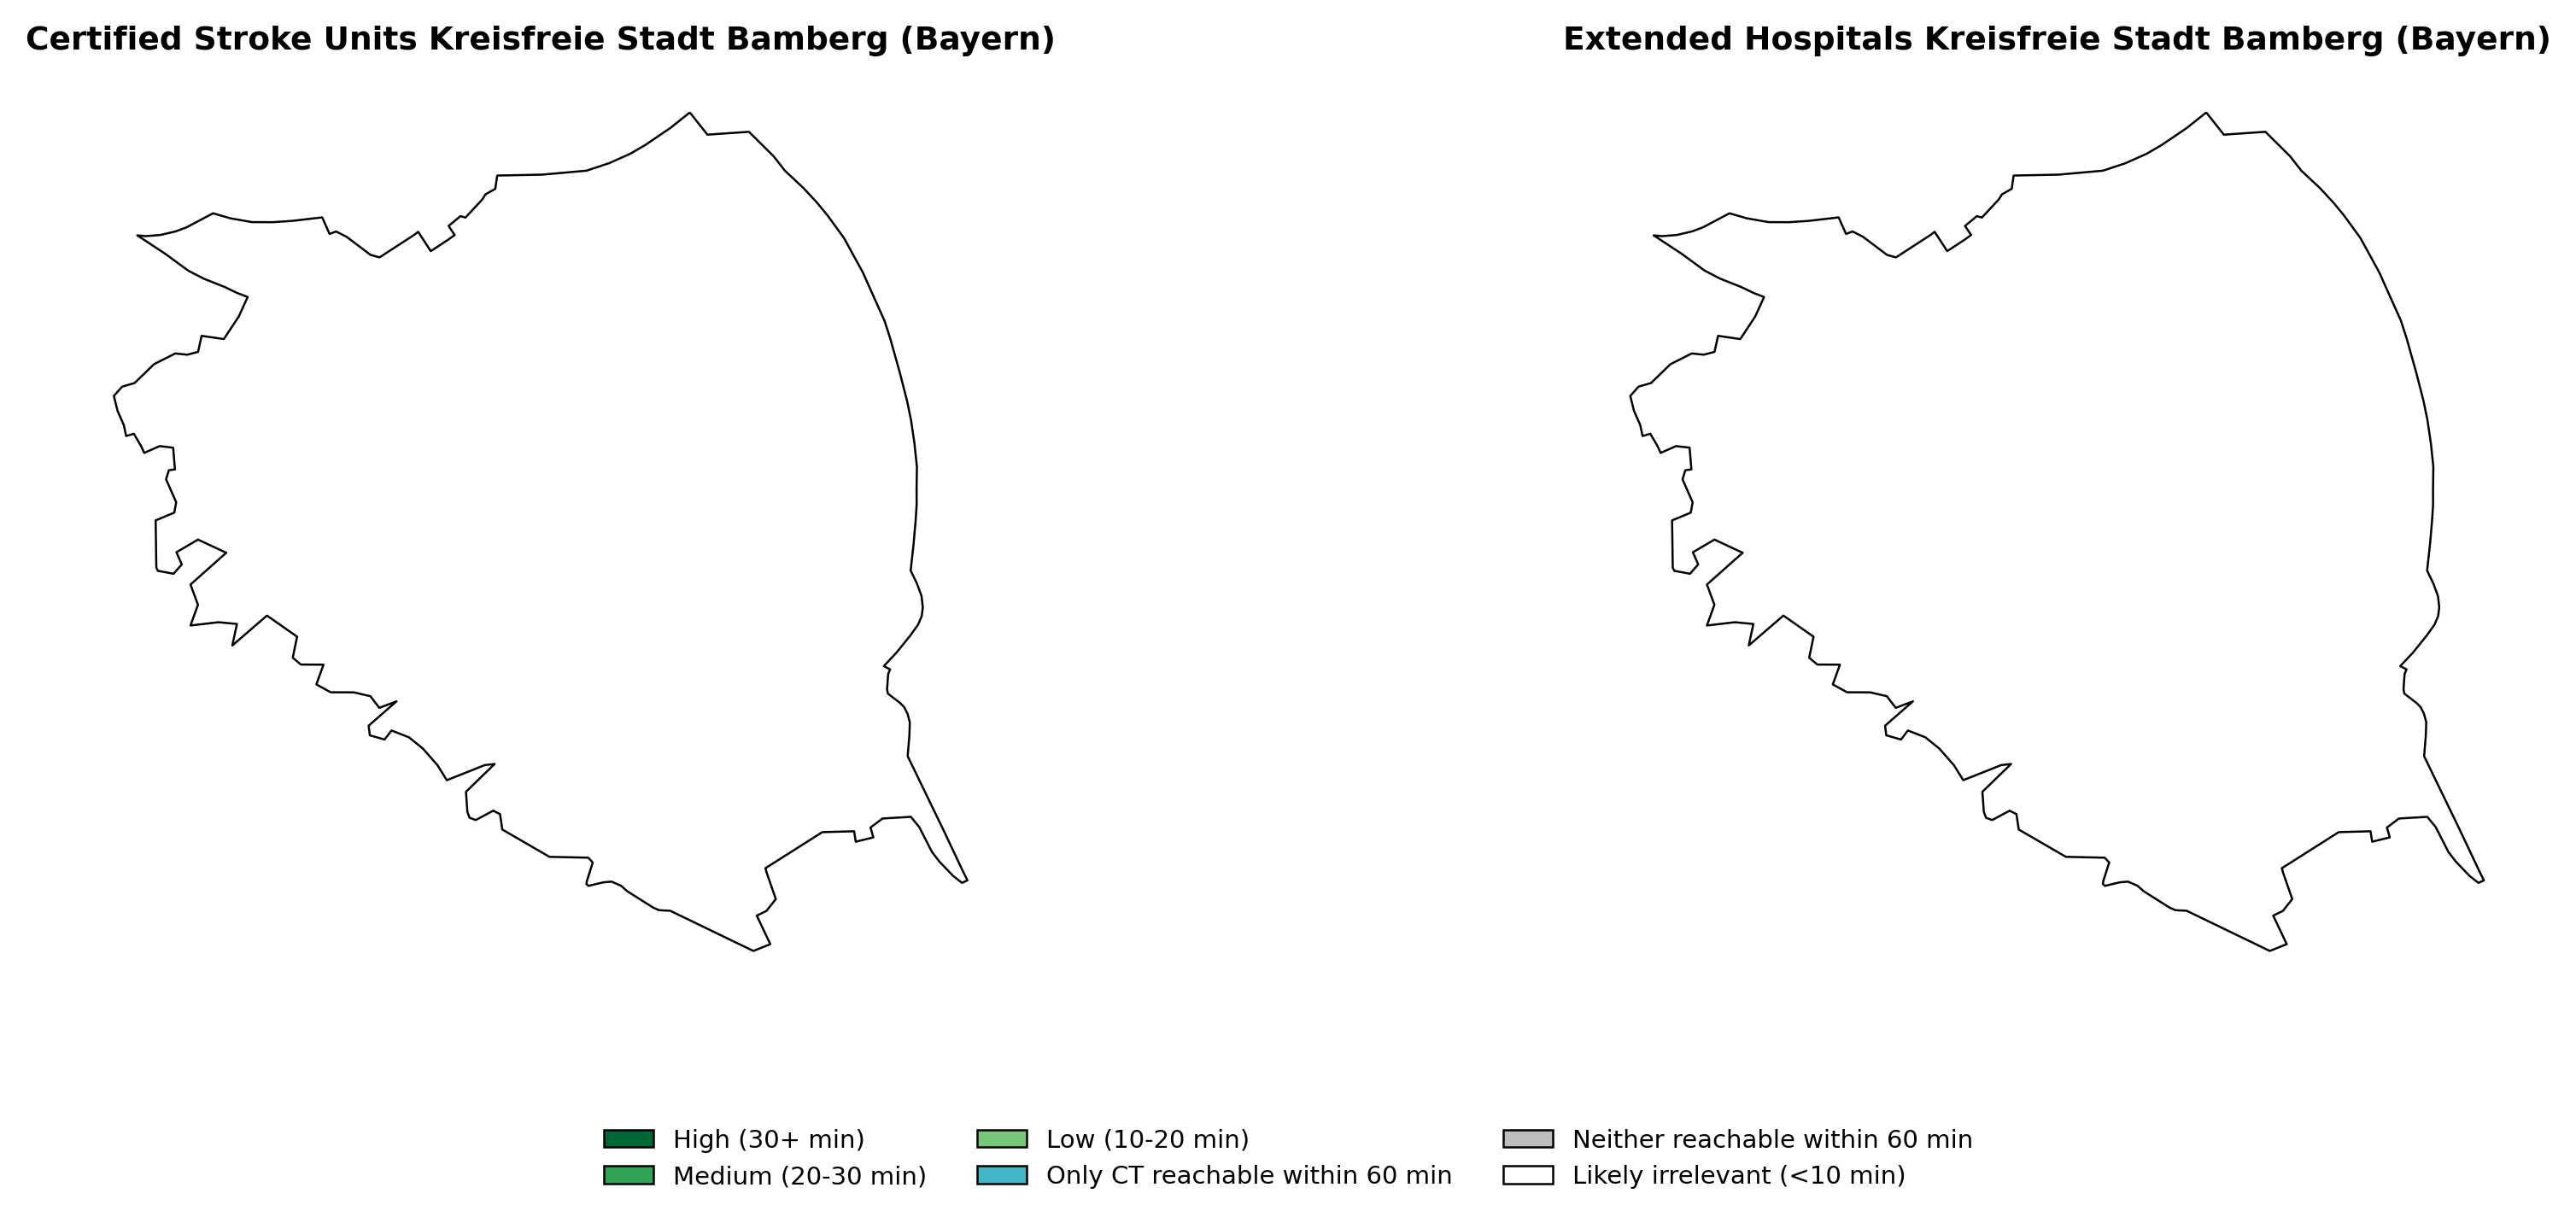 Certified Stroke Units Kreisfreie Stadt Bamberg (Bayern)
Extended Hospitals Kreisfreie Stadt Bamberg (Bayern)
High (30+ min)
Medium (20-30 min)
Low (10-20 min)
Only CT reachable within 60 min
Neither reachable within 60 min
Likely irrelevant (<10 min)